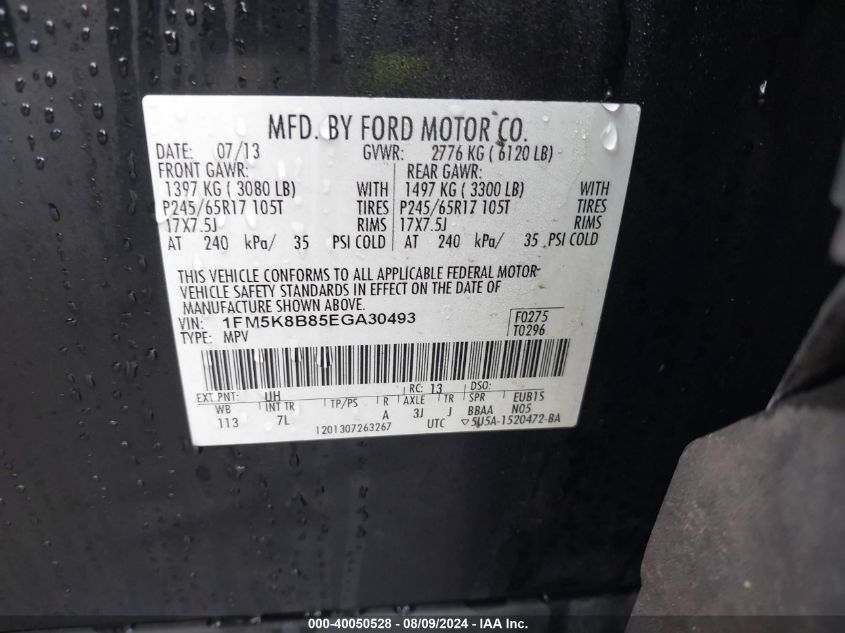 MFD. BY FORD MOTOR CO.
DATE: 07/13 GVWR: 2776 KG ( 6120 LB)
FRONT GAWR: REAR GAWR:
1397 KG ( 3080 LB) WITH 1497 KG ( 3300 LB) WITH
P245/65R17 105T TIRES P245/65R17 105T TIRES
17X7.5J RIMS 17X7.5J RIMS
AT 240 kPa/ 35 PSI COLD AT 240 kPa/ 35 PSI COLD
THIS VEHICLE CONFORMS TO ALL APPLICABLE FEDERAL MOTOR
VEHICLE SAFETY STANDARDS IN EFFECT ON THE DATE OF
MANUFACTURE SHOWN ABOVE.
VIN: 1FM5K8B85EGA30493 F0275
TYPE: MPV T0296
EXT PNT: UH RC: 13 DSO:
WB INT TR TP/PS R AXLE TR SPR EUB1S
113 7L A 3J J BBAA N05
1201307263267 UTC ▽5U5A-1520472-BA
000-40050528 - 08/09/2024 - IAA Inc.